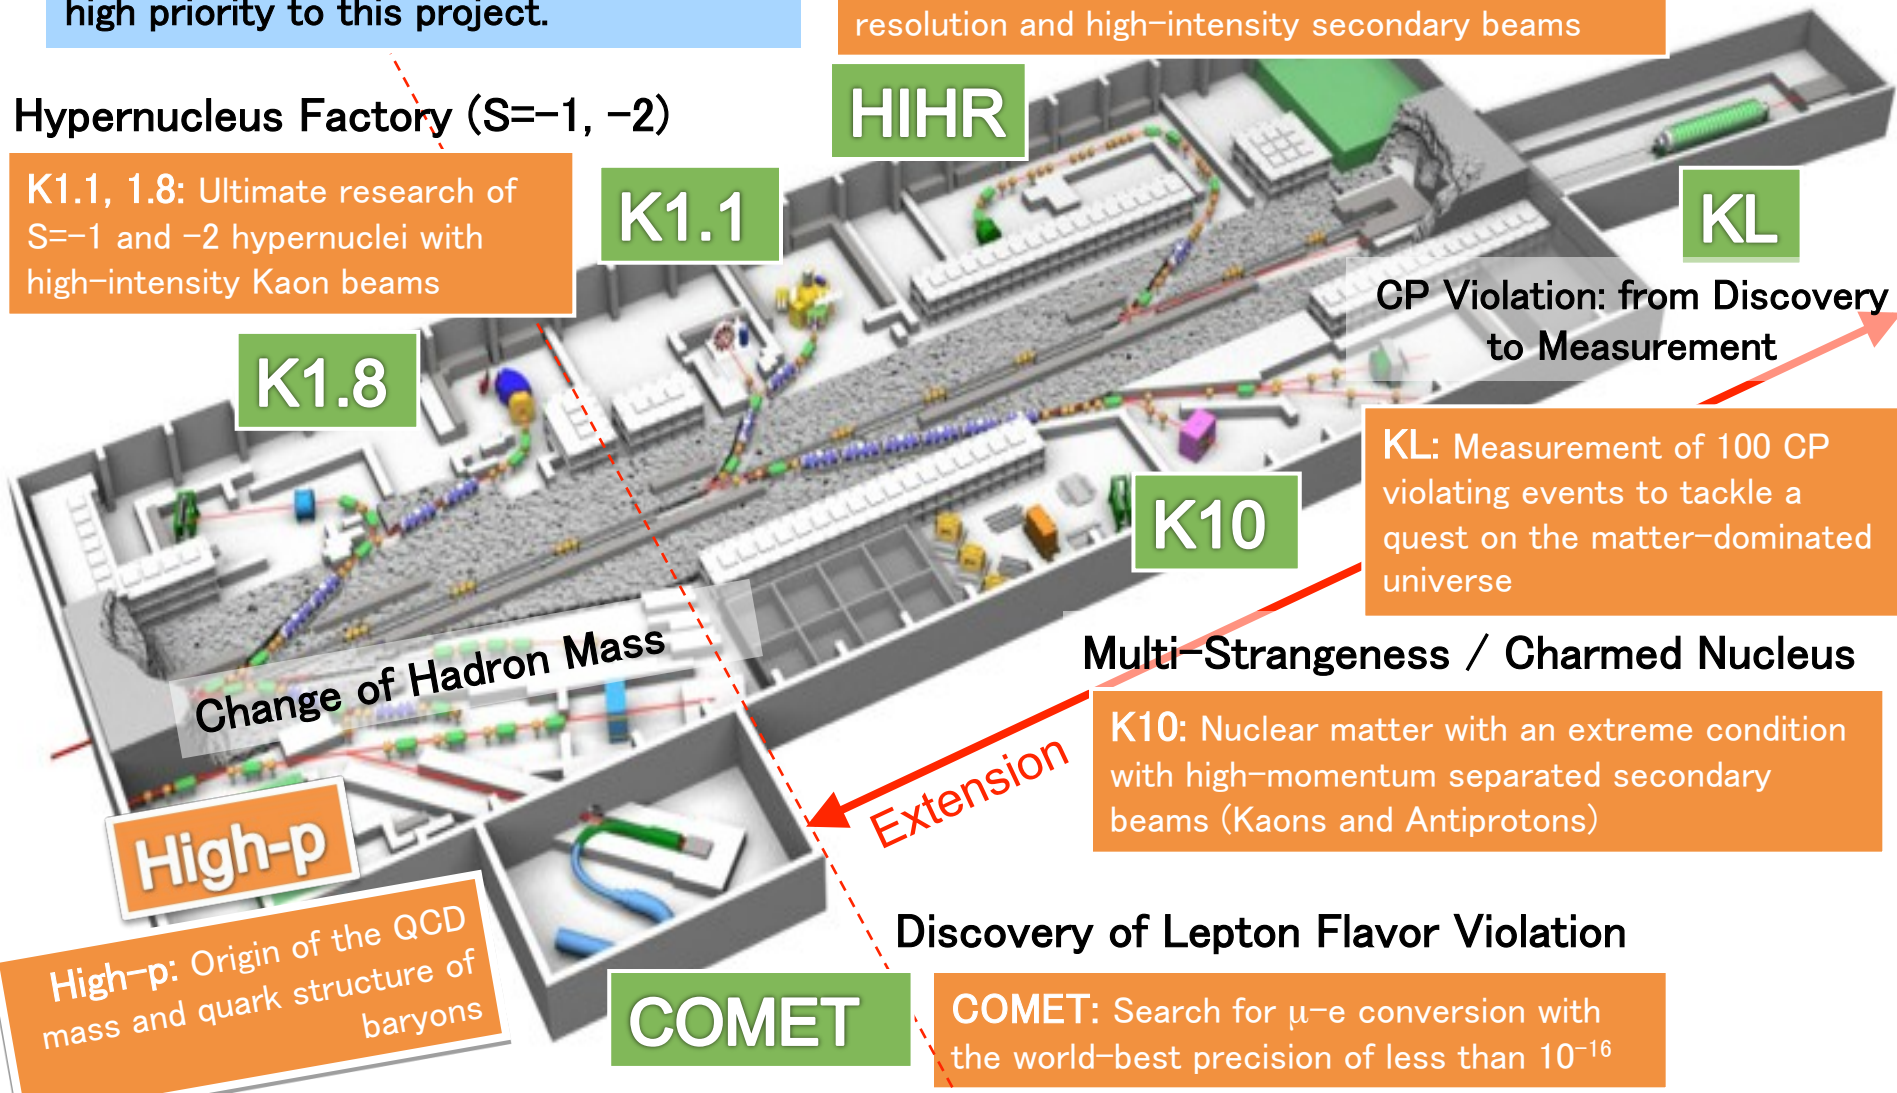 high priority to this project.
resolution and high-intensity secondary beams
Hypernucleus Factory (S=-1, -2)
HIHR
K1.1, 1.8: Ultimate research of
S=-1 and -2 hypernuclei with
high-intensity Kaon beams
K1.1
KL
CP Violation: from Discovery
to Measurement
K1.8
KL: Measurement of 100 CP
violating events to tackle a
quest on the matter-dominated
universe
K10
Multi-Strangeness / Charmed Nucleus
K10: Nuclear matter with an extreme condition
with high-momentum separated secondary
beams (Kaons and Antiprotons)
Change of Hadron Mass
Extension
High-p
High-p: Origin of the QCD
mass and quark structure of
baryons
Discovery of Lepton Flavor Violation
COMET
COMET: Search for μ-e conversion with
the world-best precision of less than 10⁻¹⁶